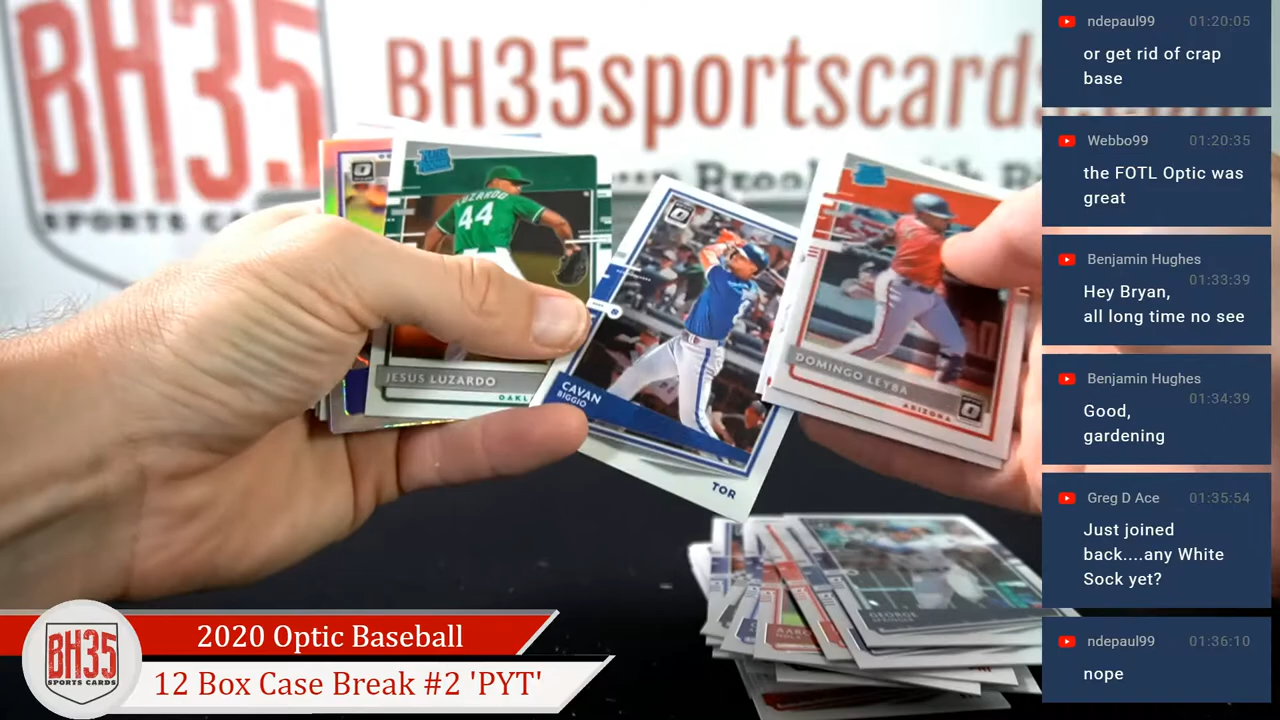 BH35
SPORTS CARDS
BH35sportscards
44
JESUS LUZARDO
OAKL
CAVAN
BIGGIO
TOR
DOMINGO LEYBA
ARIZONA
GEORGE
SPRINGER
AARON
NOLA
ndepaul99 01:20:05
or get rid of crap
base
Webbo99 01:20:35
the FOTL Optic was
great
Benjamin Hughes
01:33:39
Hey Bryan,
all long time no see
Benjamin Hughes
01:34:39
Good,
gardening
Greg D Ace 01:35:54
Just joined
back....any White
Sock yet?
ndepaul99 01:36:10
nope
BH35
SPORTS CARDS
2020 Optic Baseball
12 Box Case Break #2 'PYT'